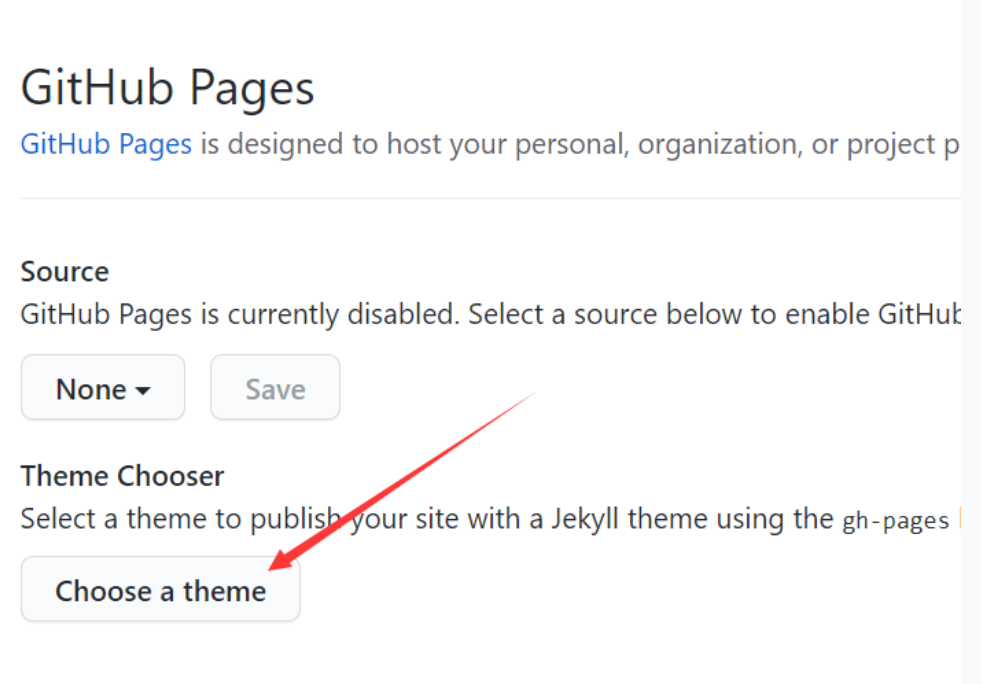 GitHub Pages
GitHub Pages is designed to host your personal, organization, or project p
Source
GitHub Pages is currently disabled. Select a source below to enable GitHub
None Save
Theme Chooser
Select a theme to publish your site with a Jekyll theme using the gh-pages
Choose a theme